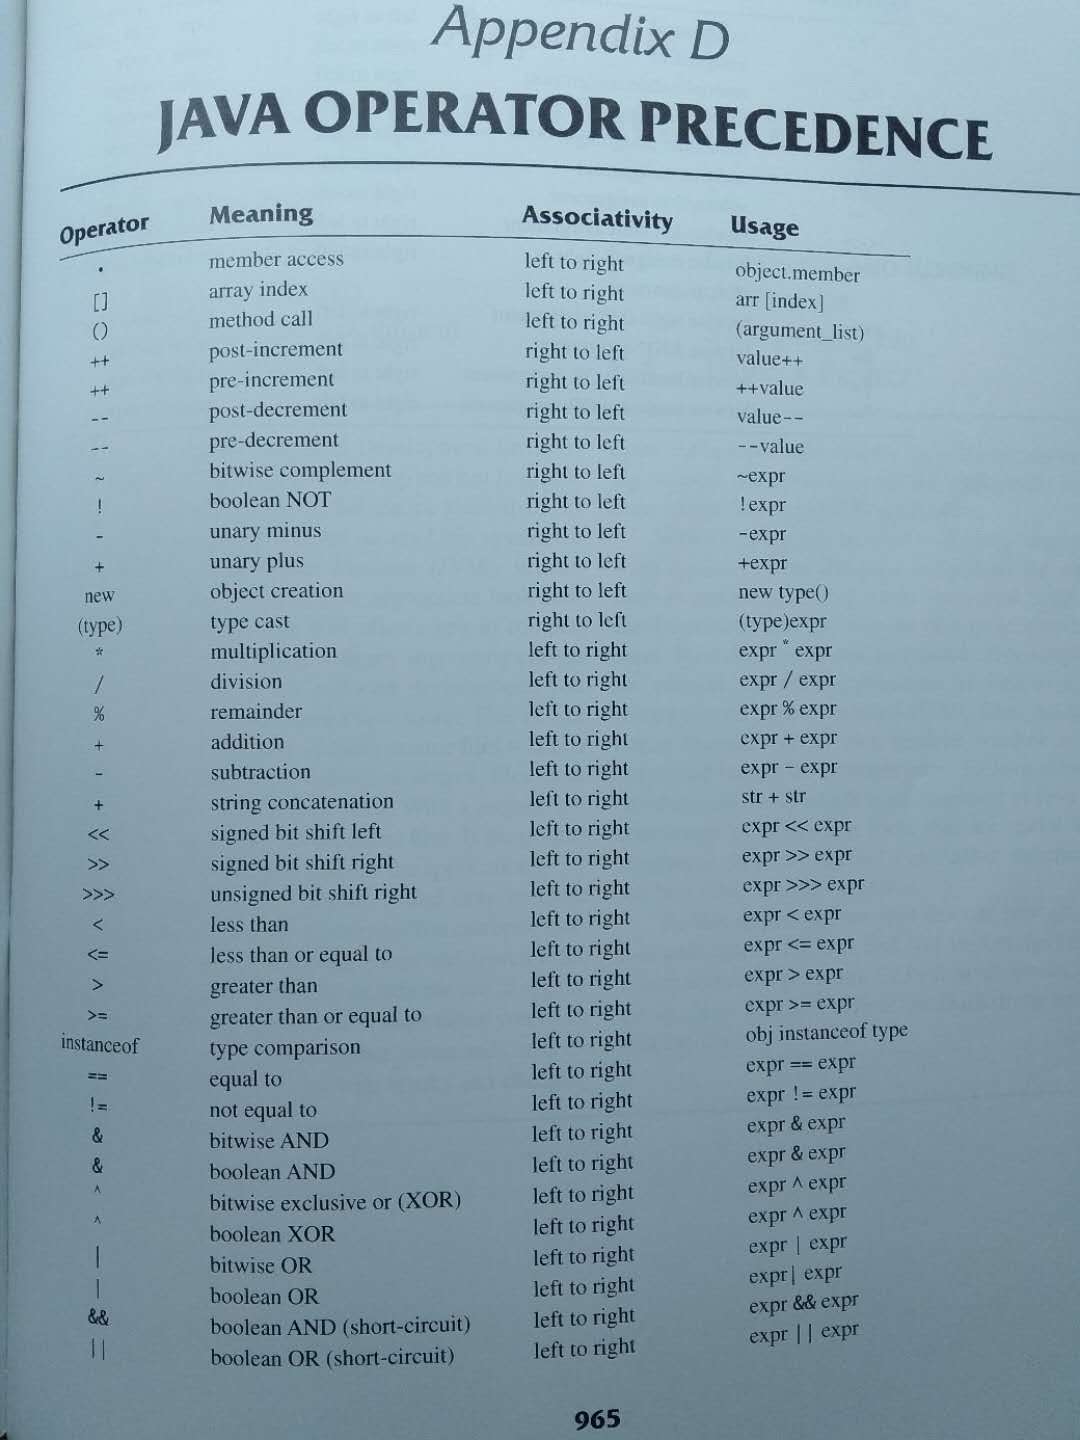 Appendix D
JAVA OPERATOR PRECEDENCE
Operator Meaning Associativity Usage
. member access left to right object.member
[] array index left to right arr [index]
() method call left to right (argument_list)
++ post-increment right to left value++
++ pre-increment right to left ++value
-- post-decrement right to left value--
-- pre-decrement right to left --value
~ bitwise complement right to left ~expr
! boolean NOT right to left !expr
- unary minus right to left -expr
+ unary plus right to left +expr
new object creation right to left new type()
(type) type cast right to left (type)expr
* multiplication left to right expr * expr
/ division left to right expr / expr
% remainder left to right expr % expr
+ addition left to right expr + expr
- subtraction left to right expr - expr
+ string concatenation left to right str + str
<< signed bit shift left left to right expr << expr
>> signed bit shift right left to right expr >> expr
>>> unsigned bit shift right left to right expr >>> expr
< less than left to right expr < expr
<= less than or equal to left to right expr <= expr
> greater than left to right expr > expr
>= greater than or equal to left to right expr >= expr
instanceof type comparison left to right obj instanceof type
== equal to left to right expr == expr
!= not equal to left to right expr != expr
& bitwise AND left to right expr & expr
& boolean AND left to right expr & expr
^ bitwise exclusive or (XOR) left to right expr ^ expr
^ boolean XOR left to right expr ^ expr
| bitwise OR left to right expr | expr
| boolean OR left to right expr| expr
&& boolean AND (short-circuit) left to right expr && expr
|| boolean OR (short-circuit) left to right expr || expr
965